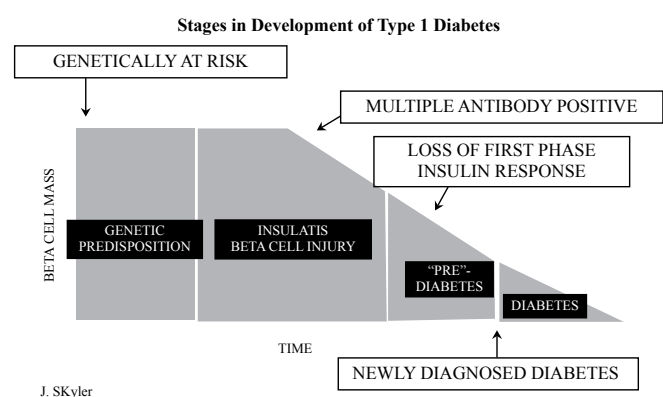 Stages in Development of Type 1 Diabetes
GENETICALLY AT RISK
MULTIPLE ANTIBODY POSITIVE
LOSS OF FIRST PHASE
INSULIN RESPONSE
BETA CELL MASS
GENETIC
PREDISPOSITION
INSULATIS
BETA CELL INJURY
“PRE”-
DIABETES
DIABETES
TIME
NEWLY DIAGNOSED DIABETES
J. SKyler